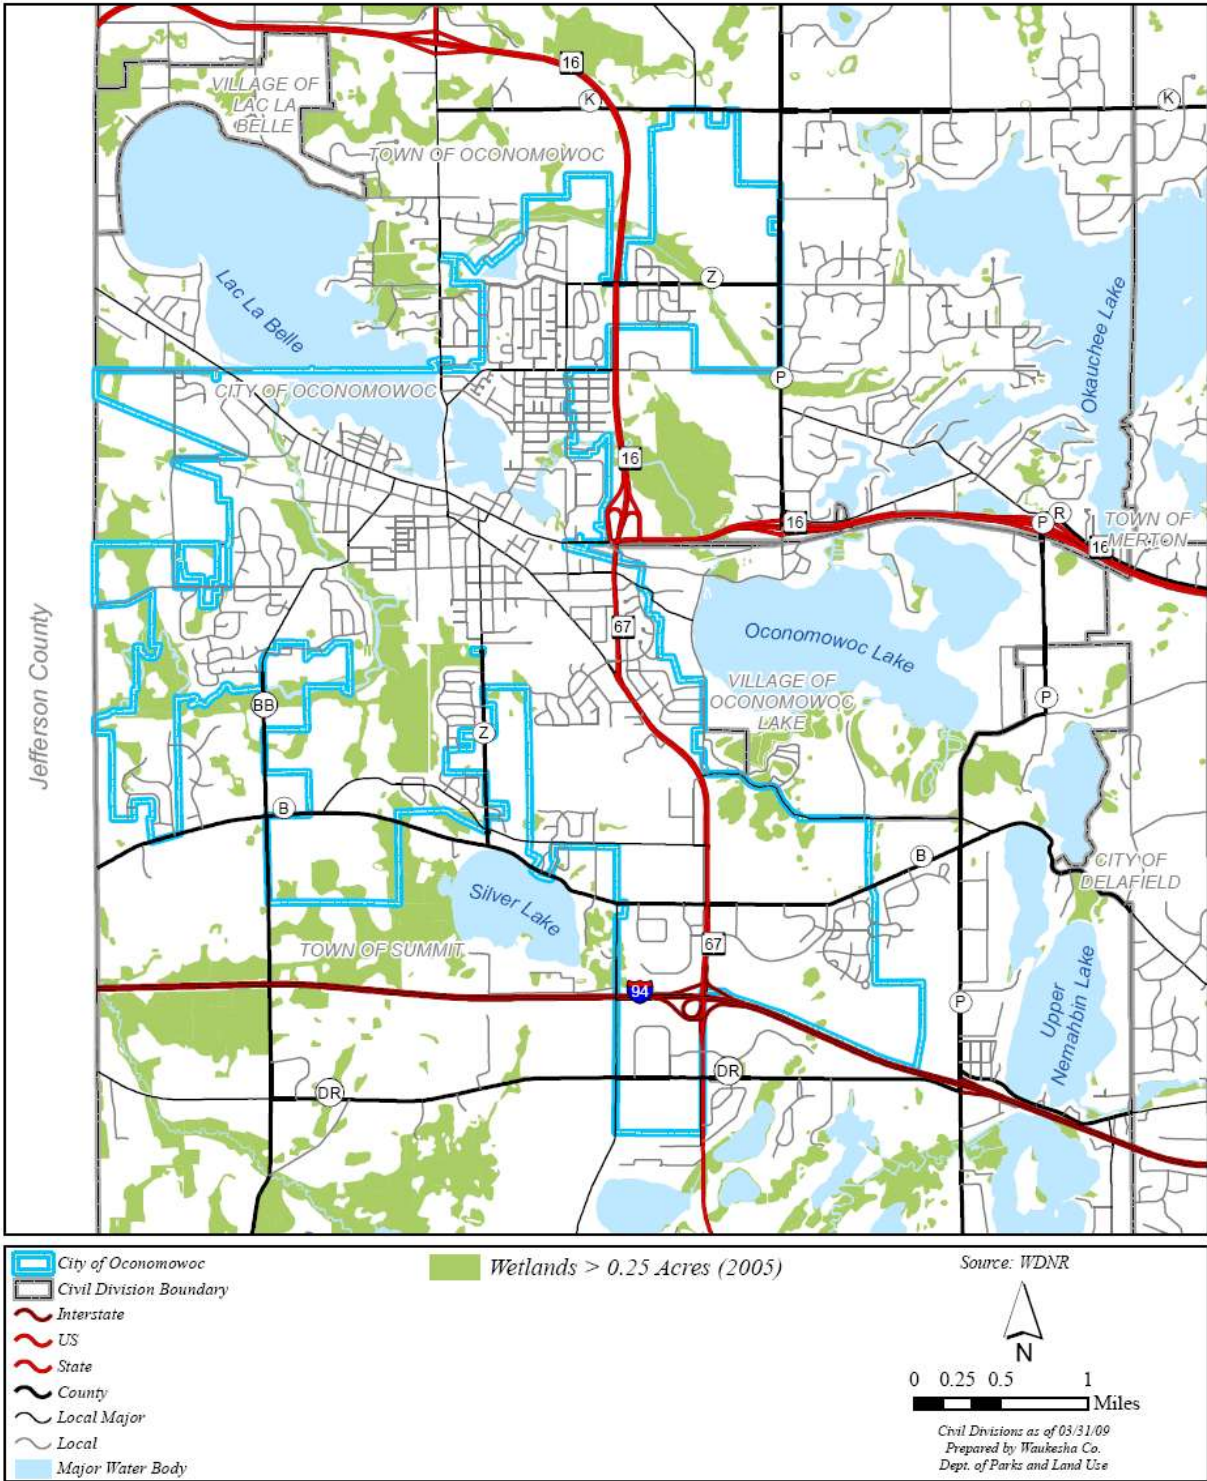 16
K
K
VILLAGE OF
LAC LA
BELLE
TOWN OF OCONOMOWOC
Lac La Belle
Z
Okauchee Lake
P
CITY OF OCONOMOWOC
16
16
P
R
TOWN OF
MERTON
16
Jefferson County
67
Oconomowoc Lake
VILLAGE OF
OCONOMOWOC
LAKE
BB
Z
P
B
B
CITY OF
DELAFIELD
Silver Lake
TOWN OF SUMMIT
67
94
P
Upper
Nemahbin Lake
DR
DR
City of Oconomowoc
Civil Division Boundary
Interstate
US
State
County
Local Major
Local
Major Water Body
Wetlands > 0.25 Acres (2005)
Source: WDNR
N
0 0.25 0.5 1
Miles
Civil Divisions as of 03/31/09
Prepared by Waukesha Co.
Dept. of Parks and Land Use